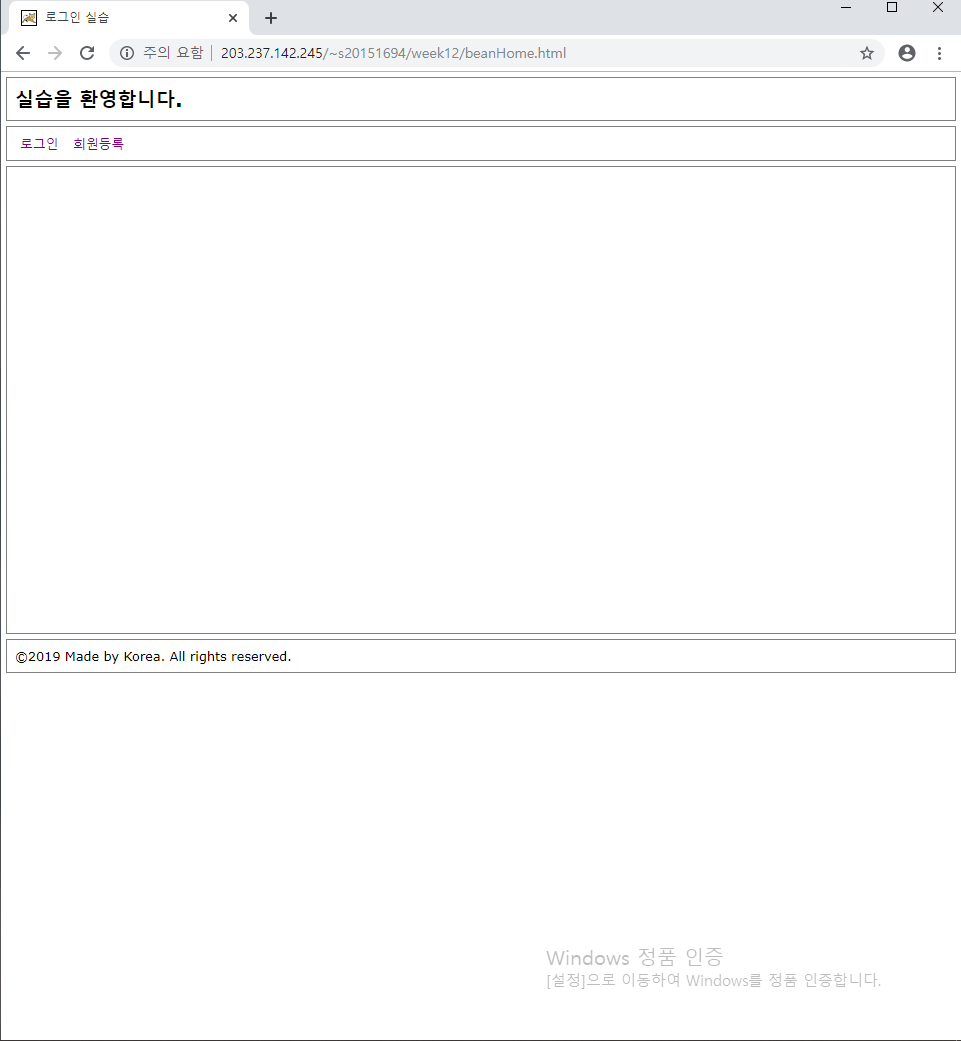 로그인 실습
주의 요함 | 203.237.142.245/~s20151694/week12/beanHome.html
실습을 환영합니다.
로그인 회원등록
©2019 Made by Korea. All rights reserved.
Windows 정품 인증
[설정]으로 이동하여 Windows를 정품 인증합니다.